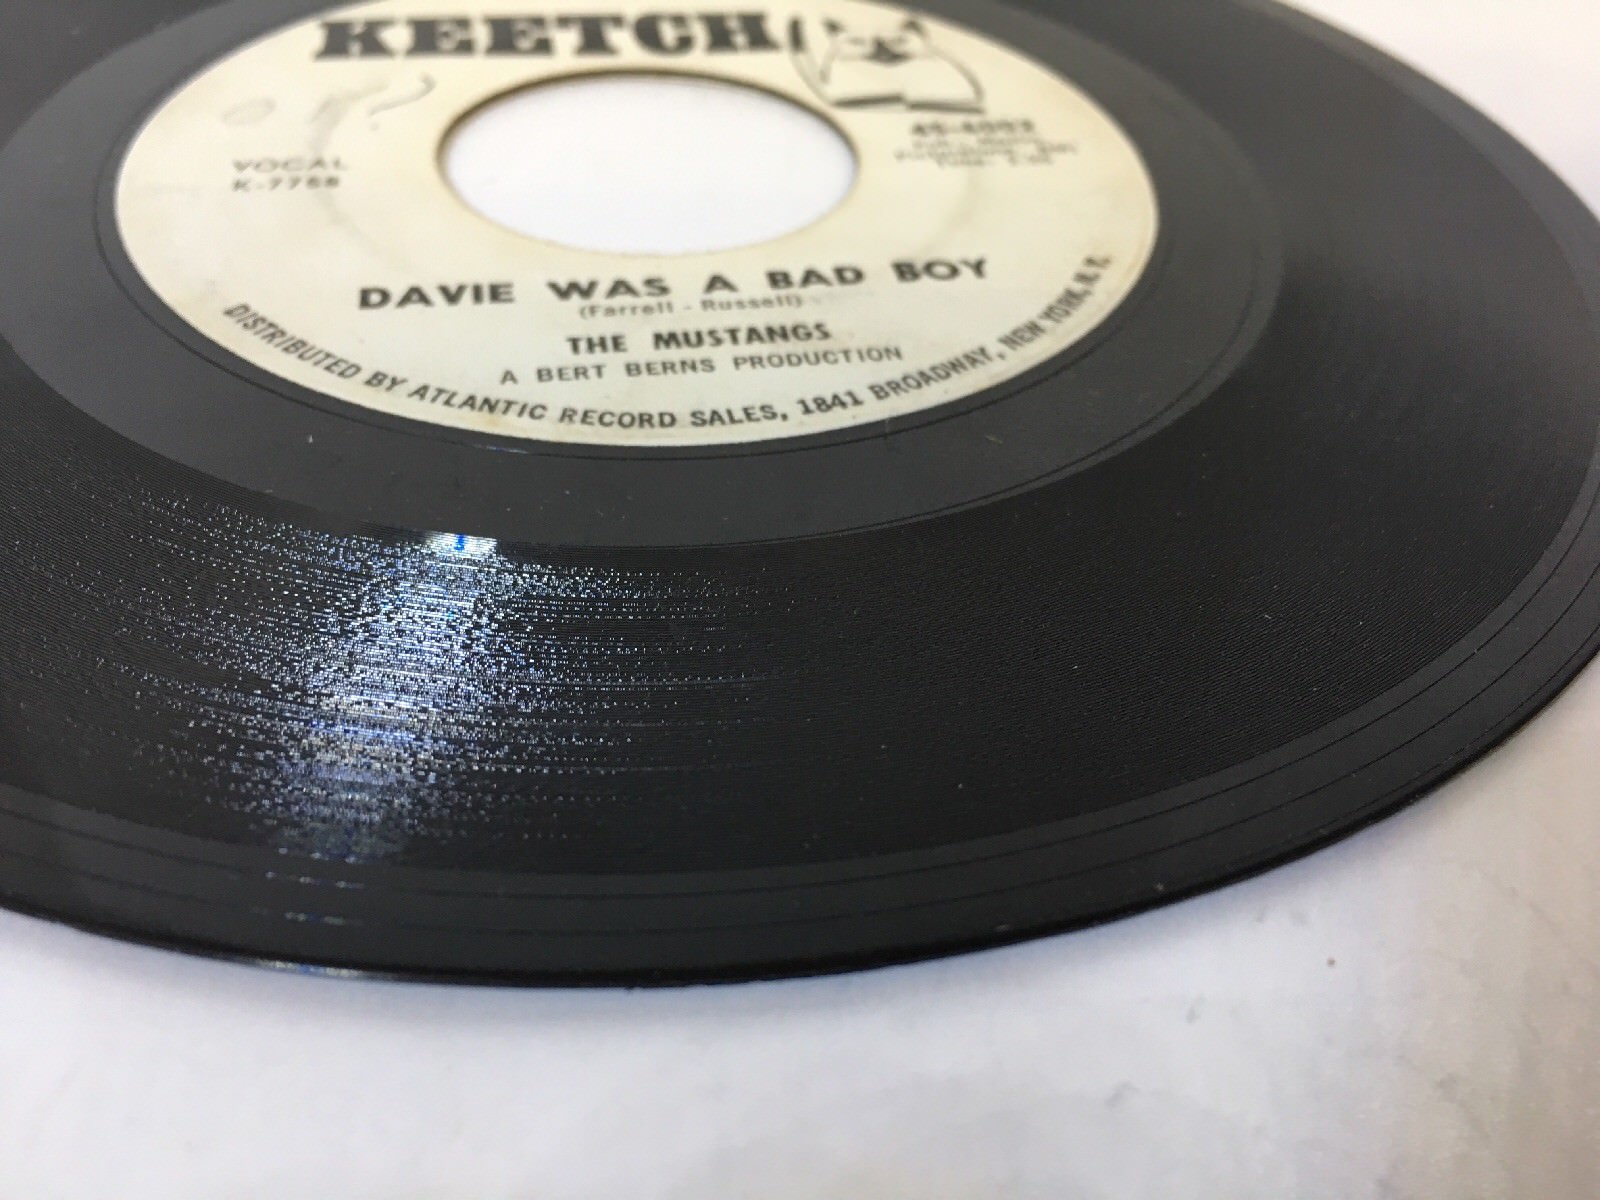 KEETCH
VOCAL
K-7758
45-6002
DAVIE WAS A BAD BOY
(Farrell - Russell)
THE MUSTANGS
A BERT BERNS PRODUCTION
DISTRIBUTED BY ATLANTIC RECORD SALES, 1841 BROADWAY, NEW YORK, N. Y.